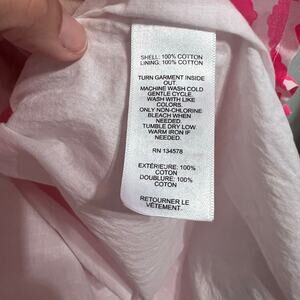 SHELL: 100% COTTON
LINING: 100% COTTON
TURN GARMENT INSIDE
OUT.
MACHINE WASH COLD
GENTLE CYCLE.
WASH WITH LIKE
COLORS.
ONLY NON-CHLORINE
BLEACH WHEN
NEEDED.
TUMBLE DRY LOW
WARM IRON IF
NEEDED.
RN 134578
EXTÉRIEURE: 100%
COTON
DOUBLURE: 100%
COTON
RETOURNER LE
VÊTEMENT.